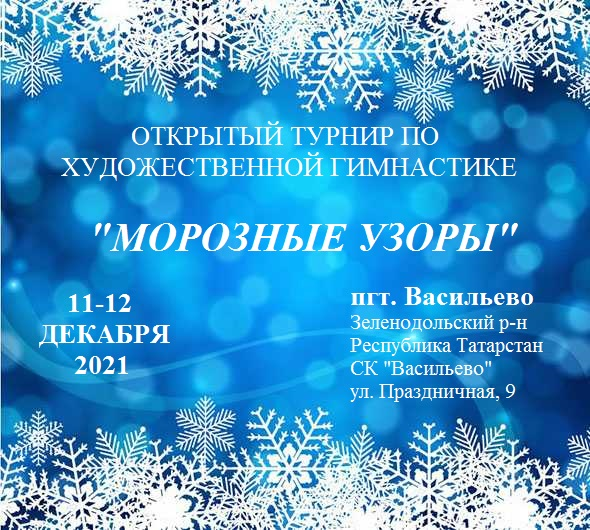 ОТКРЫТЫЙ ТУРНИР ПО
ХУДОЖЕСТВЕННОЙ ГИМНАСТИКЕ
"МОРОЗНЫЕ УЗОРЫ"
11-12
ДЕКАБРЯ
2021
пгт. Васильево
Зеленодольский р-н
Республика Татарстан
СК "Васильево"
ул. Праздничная, 9